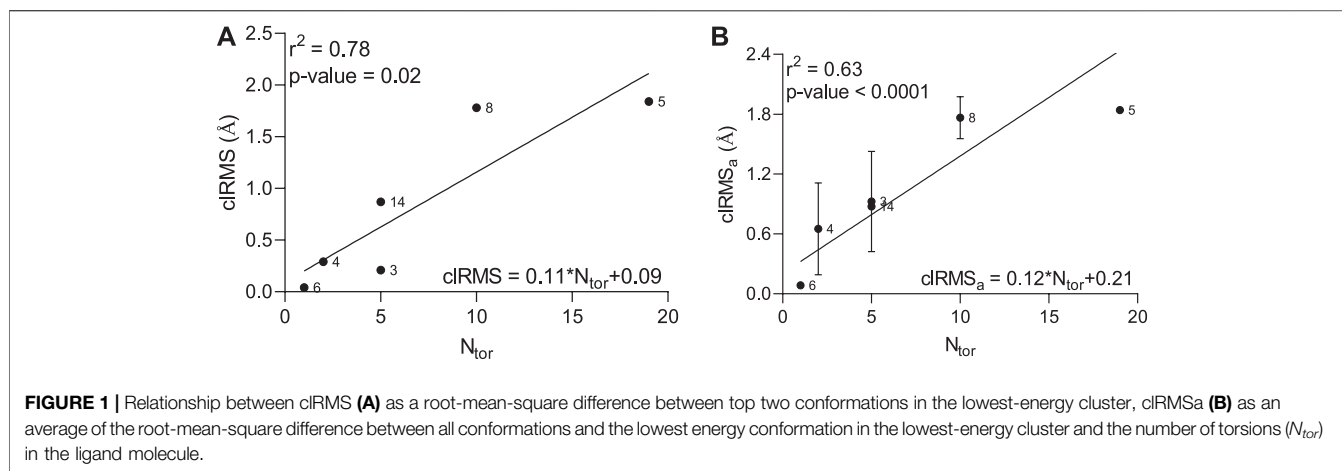 A
r² = 0.78
p-value = 0.02
clRMS (Å)
2.5
2.0
1.5
1.0
0.5
0.0
8
5
14
4
3
6
clRMS = 0.11*Ntor+0.09
0 5 10 15 20
Ntor
B
r² = 0.63
p-value < 0.0001
clRMSa (Å)
2.4
1.8
1.2
0.6
0.0
8
5
3
14
4
6
clRMSa = 0.12*Ntor+0.21
0 5 10 15 20
Ntor
FIGURE 1 | Relationship between clRMS (A) as a root-mean-square difference between top two conformations in the lowest-energy cluster, clRMSa (B) as an
average of the root-mean-square difference between all conformations and the lowest energy conformation in the lowest-energy cluster and the number of torsions (Ntor)
in the ligand molecule.